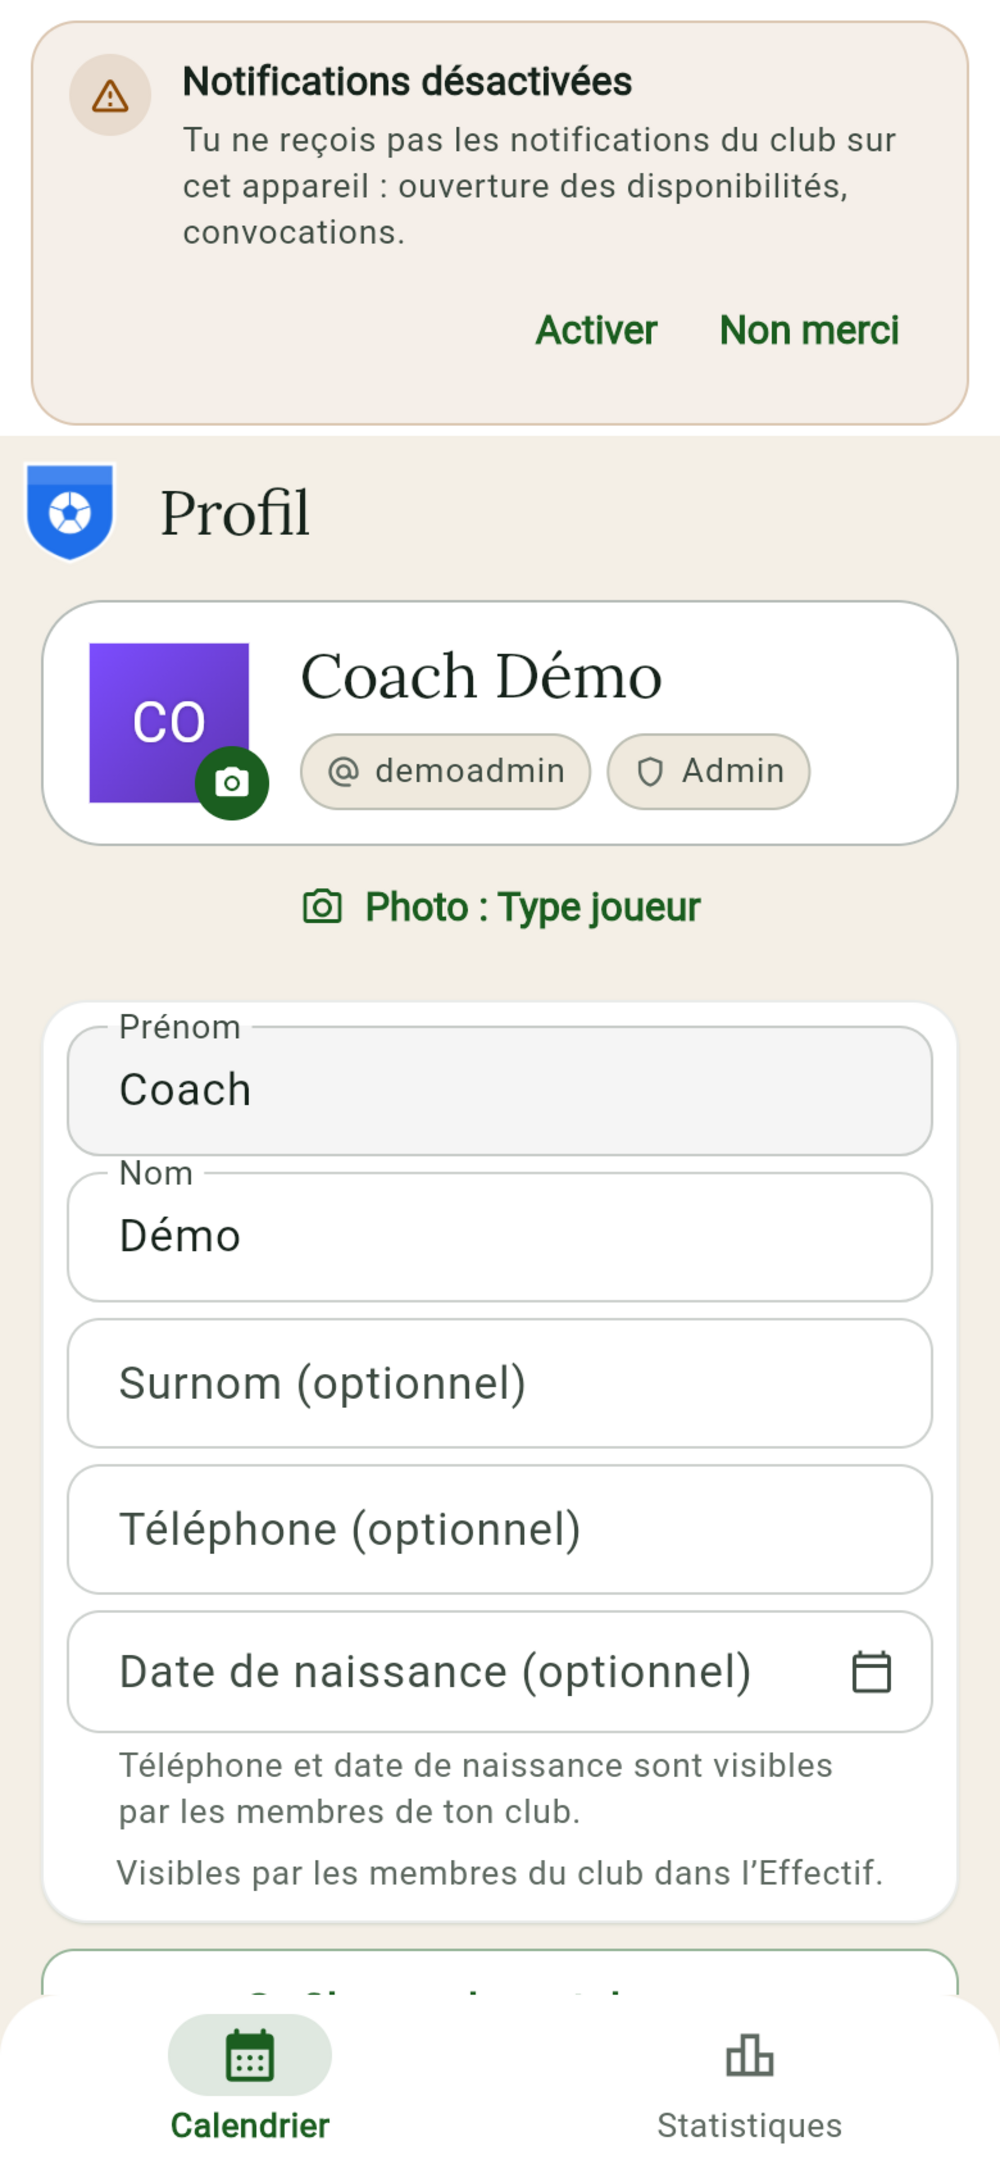 Notifications désactivées
Tu ne reçois pas les notifications du club sur
cet appareil : ouverture des disponibilités,
convocations.
Activer Non merci
Profil
CO
Coach Démo
demoadmin Admin
Photo : Type joueur
Prénom
Coach
Nom
Démo
Surnom (optionnel)
Téléphone (optionnel)
Date de naissance (optionnel)
Téléphone et date de naissance sont visibles
par les membres de ton club.
Visibles par les membres du club dans l’Effectif.
Calendrier Statistiques